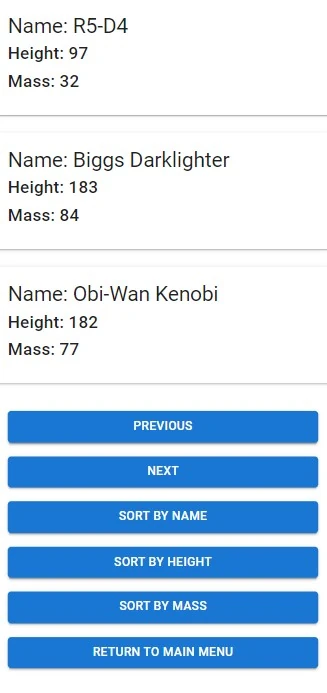 Name: R5-D4
Height: 97
Mass: 32
Name: Biggs Darklighter
Height: 183
Mass: 84
Name: Obi-Wan Kenobi
Height: 182
Mass: 77
PREVIOUS
NEXT
SORT BY NAME
SORT BY HEIGHT
SORT BY MASS
RETURN TO MAIN MENU